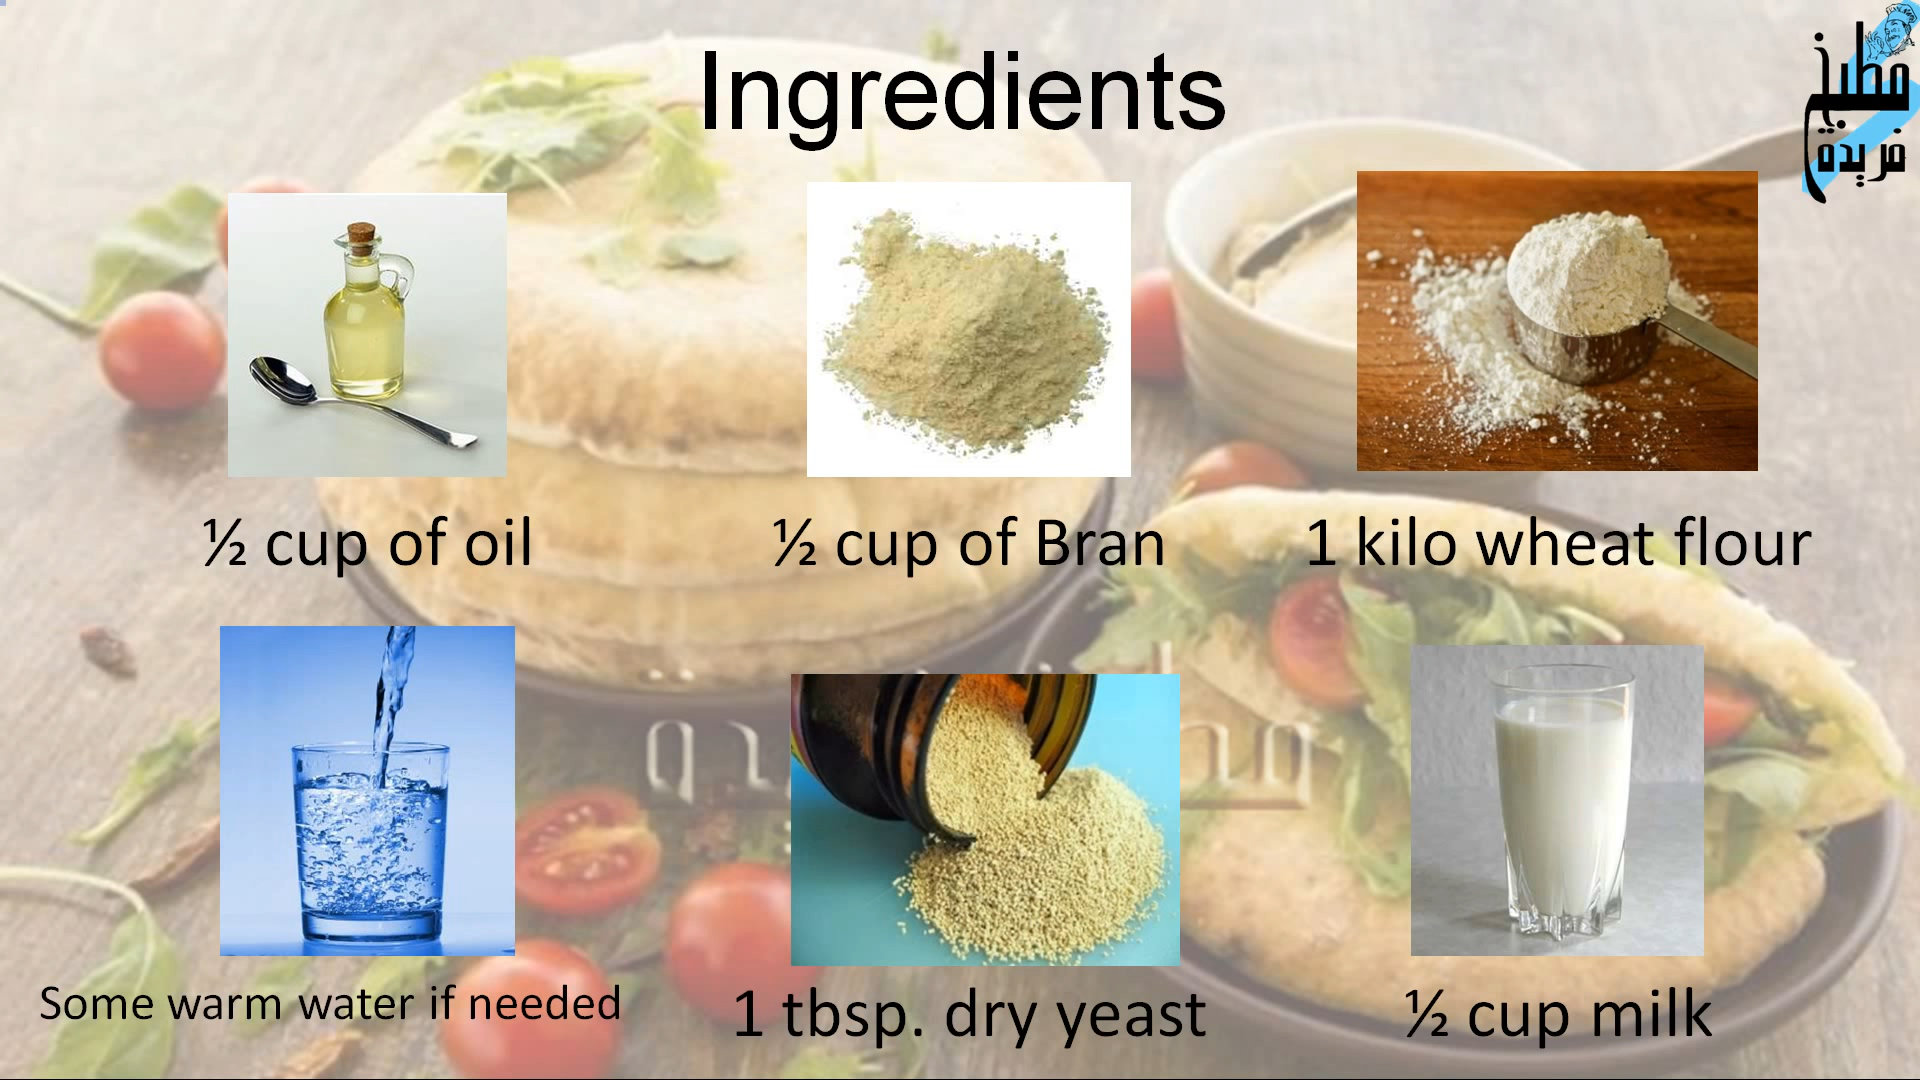 Ingredients
مطبخ
فريدة
½ cup of oil
½ cup of Bran
1 kilo wheat flour
Some warm water if needed
1 tbsp. dry yeast
½ cup milk